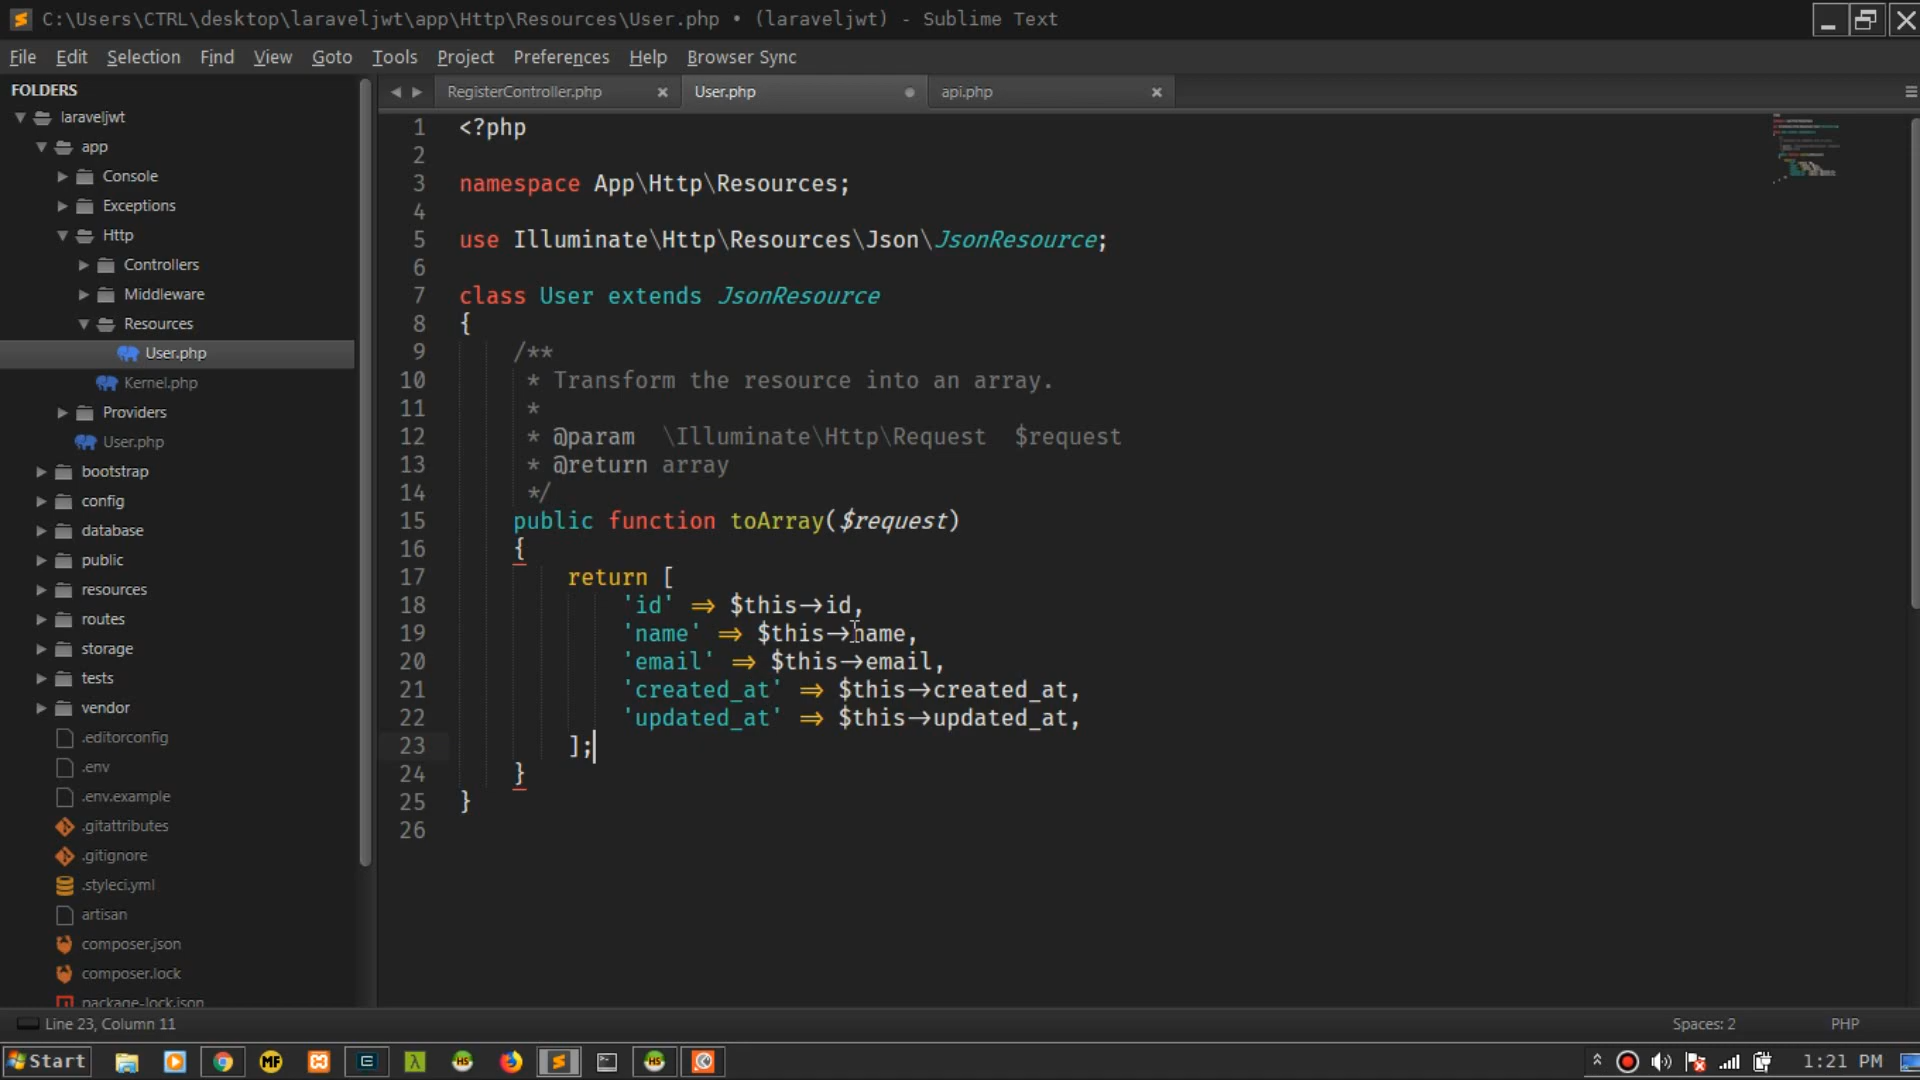 C:\Users\CTRL\desktop\laraveljwt\app\Http\Resources\User.php • (laraveljwt) - Sublime Text
File Edit Selection Find View Goto Tools Project Preferences Help Browser Sync
FOLDERS
laraveljwt
app
Console
Exceptions
Http
Controllers
Middleware
Resources
User.php
Kernel.php
Providers
User.php
bootstrap
config
database
public
resources
routes
storage
tests
vendor
.editorconfig
.env
.env.example
.gitattributes
.gitignore
.styleci.yml
artisan
composer.json
composer.lock
package-lock.json
RegisterController.php User.php api.php
1 <?php
2
3 namespace App\Http\Resources;
4
5 use Illuminate\Http\Resources\Json\JsonResource;
6
7 class User extends JsonResource
8 {
9 /**
10 * Transform the resource into an array.
11 *
12 * @param \Illuminate\Http\Request $request
13 * @return array
14 */
15 public function toArray($request)
16 {
17 return [
18 'id' => $this->id,
19 'name' => $this->name,
20 'email' => $this->email,
21 'created_at' => $this->created_at,
22 'updated_at' => $this->updated_at,
23 ];
24 }
25 }
26
Line 23, Column 11 Spaces: 2 PHP
Start MF HS HS 1:21 PM